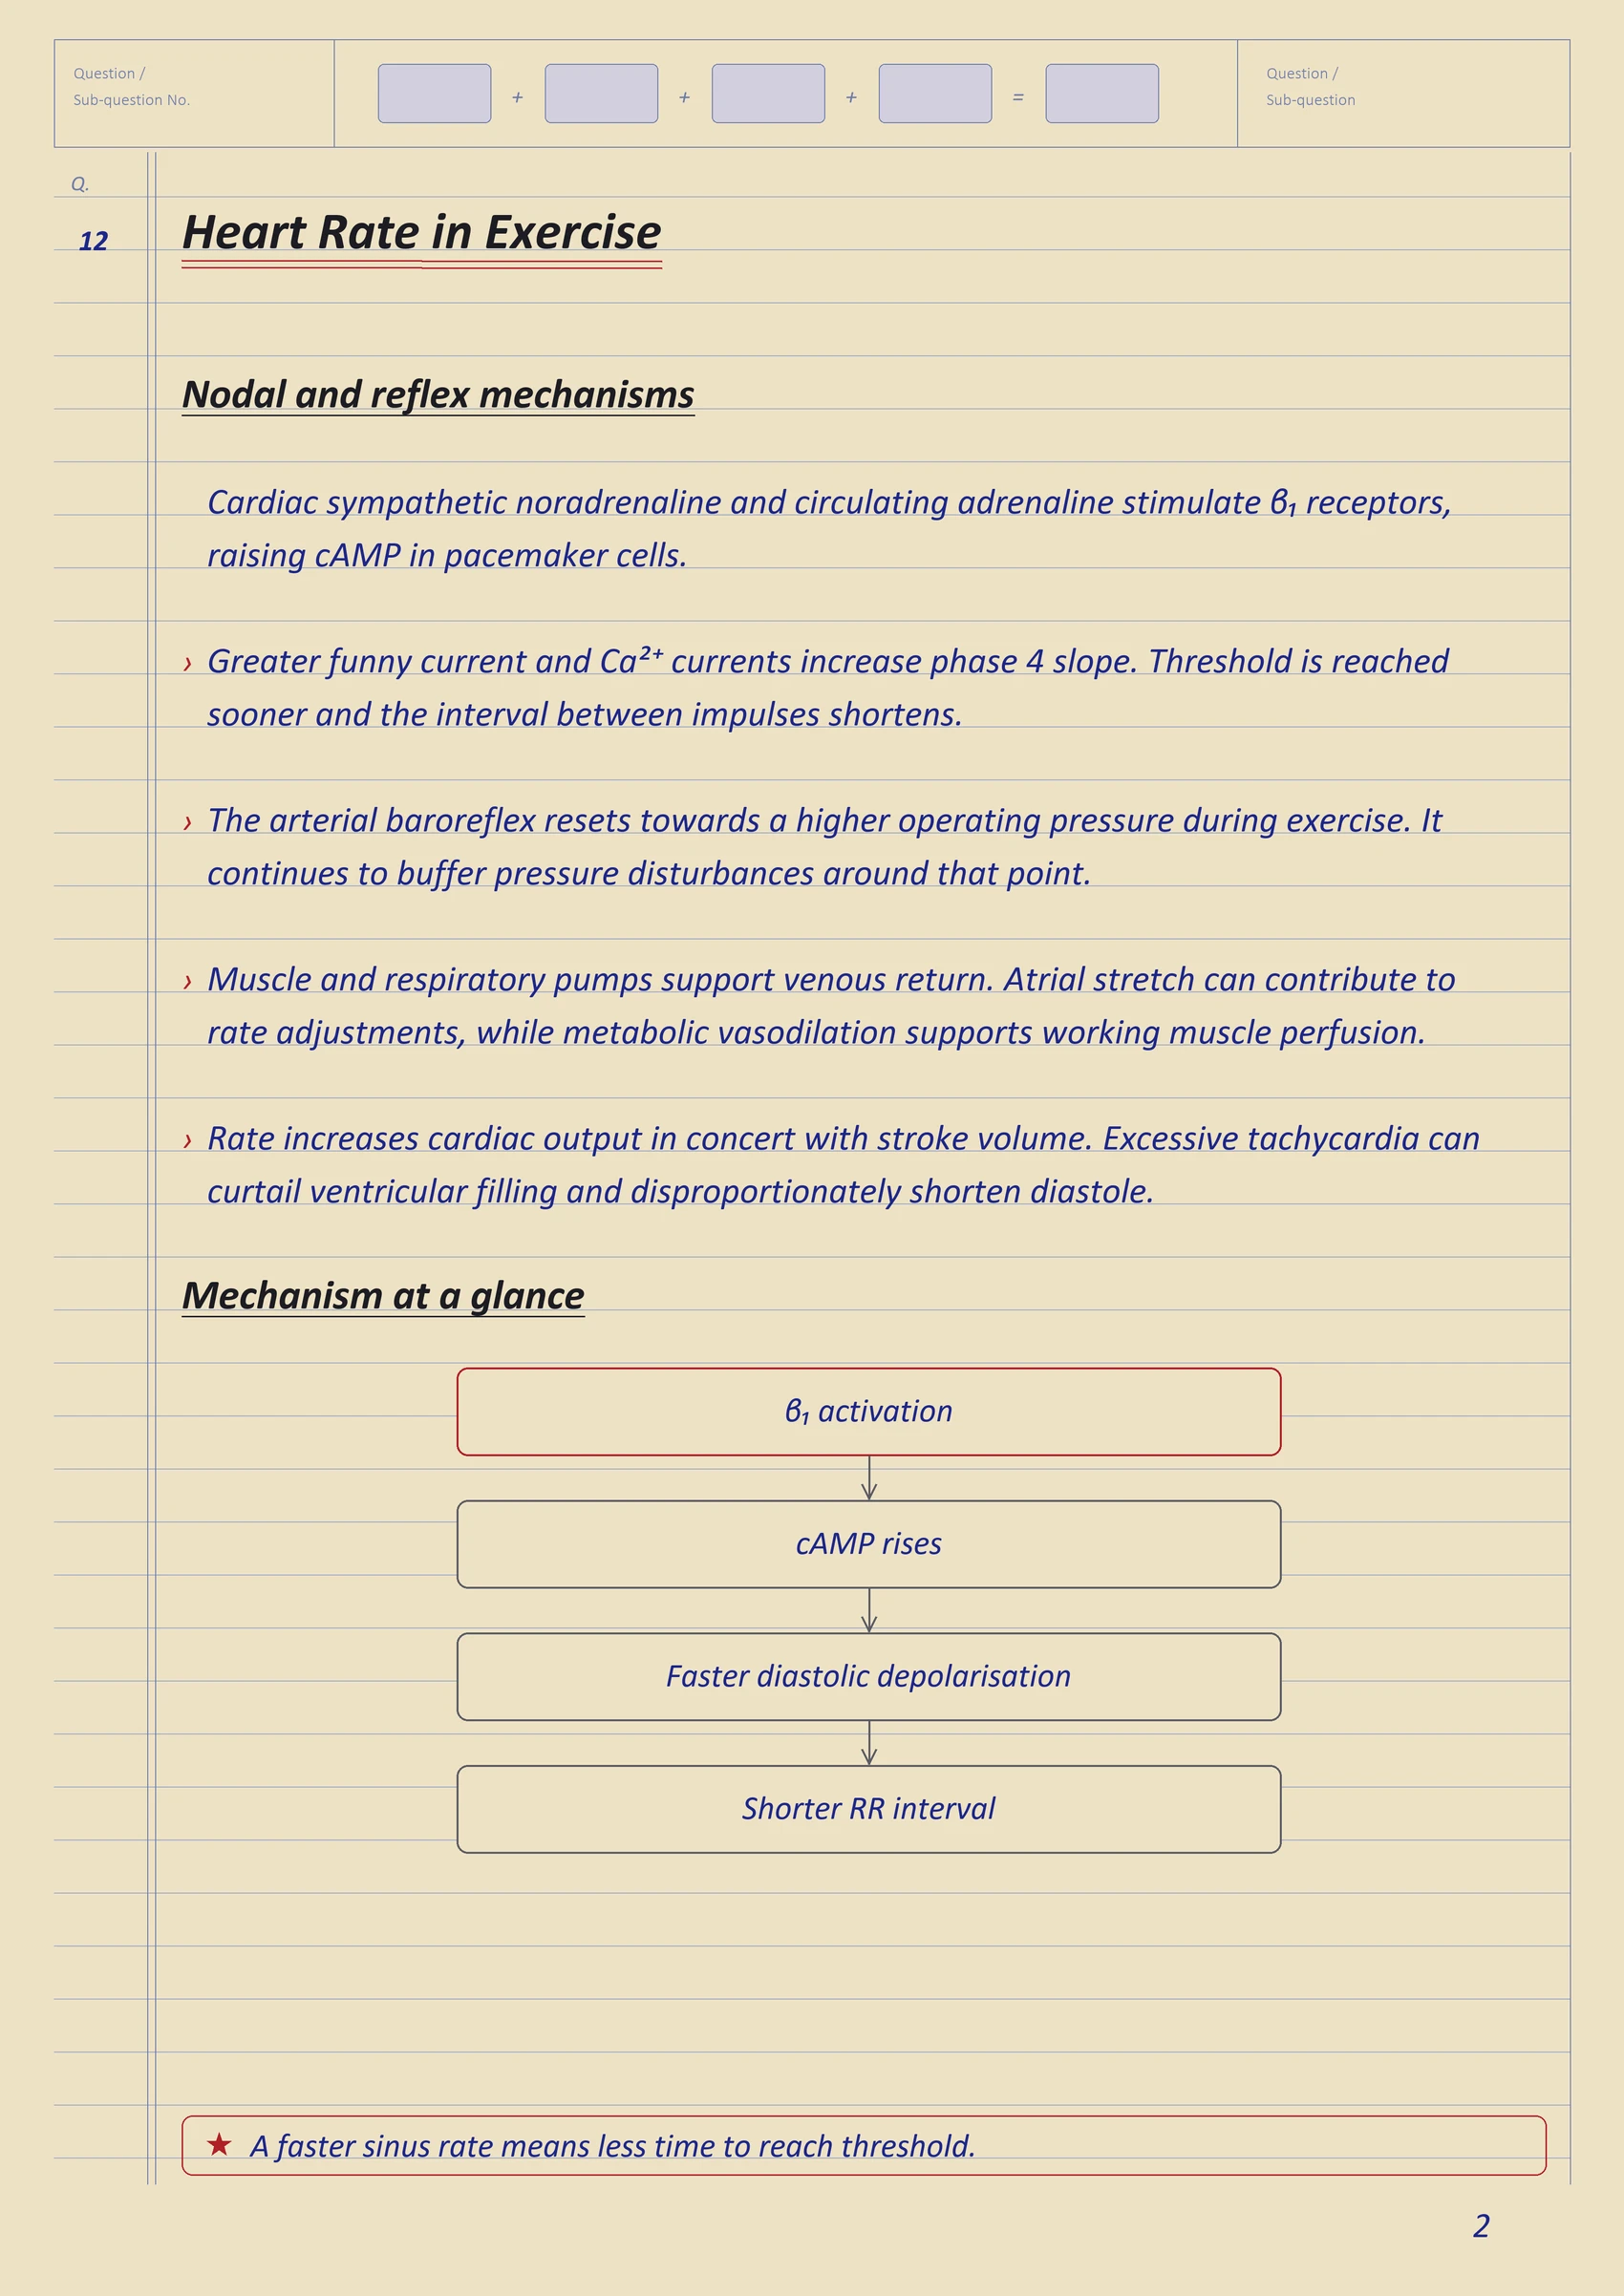 Question /
Sub-question No.
+ + + =
Question /
Sub-question
Q.
12
Heart Rate in Exercise
Nodal and reflex mechanisms
Cardiac sympathetic noradrenaline and circulating adrenaline stimulate β₁ receptors,
raising cAMP in pacemaker cells.
› Greater funny current and Ca²⁺ currents increase phase 4 slope. Threshold is reached
sooner and the interval between impulses shortens.
› The arterial baroreflex resets towards a higher operating pressure during exercise. It
continues to buffer pressure disturbances around that point.
› Muscle and respiratory pumps support venous return. Atrial stretch can contribute to
rate adjustments, while metabolic vasodilation supports working muscle perfusion.
› Rate increases cardiac output in concert with stroke volume. Excessive tachycardia can
curtail ventricular filling and disproportionately shorten diastole.
Mechanism at a glance
β₁ activation
cAMP rises
Faster diastolic depolarisation
Shorter RR interval
★ A faster sinus rate means less time to reach threshold.
2